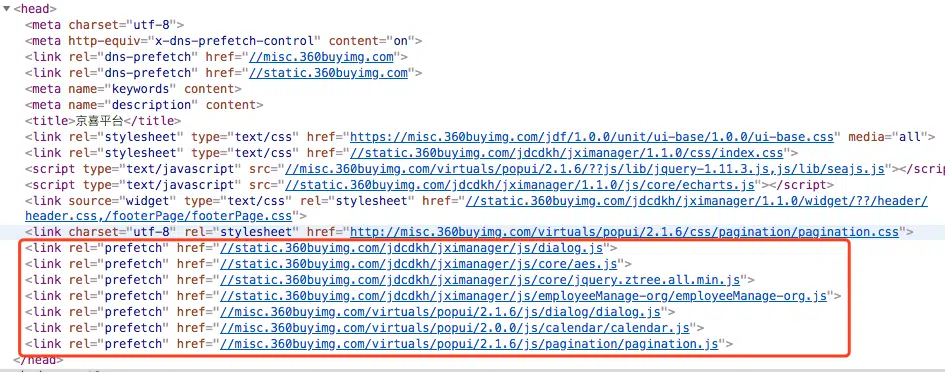 ▼<head>
<meta charset="utf-8">
<meta http-equiv="x-dns-prefetch-control" content="on">
<link rel="dns-prefetch" href="//misc.360buyimg.com">
<link rel="dns-prefetch" href="//static.360buyimg.com">
<meta name="keywords" content>
<meta name="description" content>
<title>京喜平台</title>
<link rel="stylesheet" type="text/css" href="https://misc.360buyimg.com/jdf/1.0.0/unit/ui-base/1.0.0/ui-base.css" media="all">
<link rel="stylesheet" type="text/css" href="//static.360buyimg.com/jdcdkh/jximanager/1.1.0/css/index.css">
<script type="text/javascript" src="//misc.360buyimg.com/virtuals/popui/2.1.6/??js/lib/jquery-1.11.3.js,js/lib/seajs.js"></scri
<script type="text/javascript" src="//static.360buyimg.com/jdcdkh/jximanager/1.1.0/js/core/echarts.js"></script>
<link source="widget" type="text/css" rel="stylesheet" href="//static.360buyimg.com/jdcdkh/jximanager/1.1.0/widget/??/header/
header.css,/footerPage/footerPage.css">
<link charset="utf-8" rel="stylesheet" href="http://misc.360buyimg.com/virtuals/popui/2.1.6/css/pagination/pagination.css">
<link rel="prefetch" href="//static.360buyimg.com/jdcdkh/jximanager/js/dialog.js">
<link rel="prefetch" href="//static.360buyimg.com/jdcdkh/jximanager/js/core/aes.js">
<link rel="prefetch" href="//static.360buyimg.com/jdcdkh/jximanager/js/core/jquery.ztree.all.min.js">
<link rel="prefetch" href="//static.360buyimg.com/jdcdkh/jximanager/js/employeeManage-org/employeeManage-org.js">
<link rel="prefetch" href="//misc.360buyimg.com/virtuals/popui/2.1.6/js/dialog/dialog.js">
<link rel="prefetch" href="//misc.360buyimg.com/virtuals/popui/2.0.0/js/calendar/calendar.js">
<link rel="prefetch" href="//misc.360buyimg.com/virtuals/popui/2.1.6/js/pagination/pagination.js">
</head>